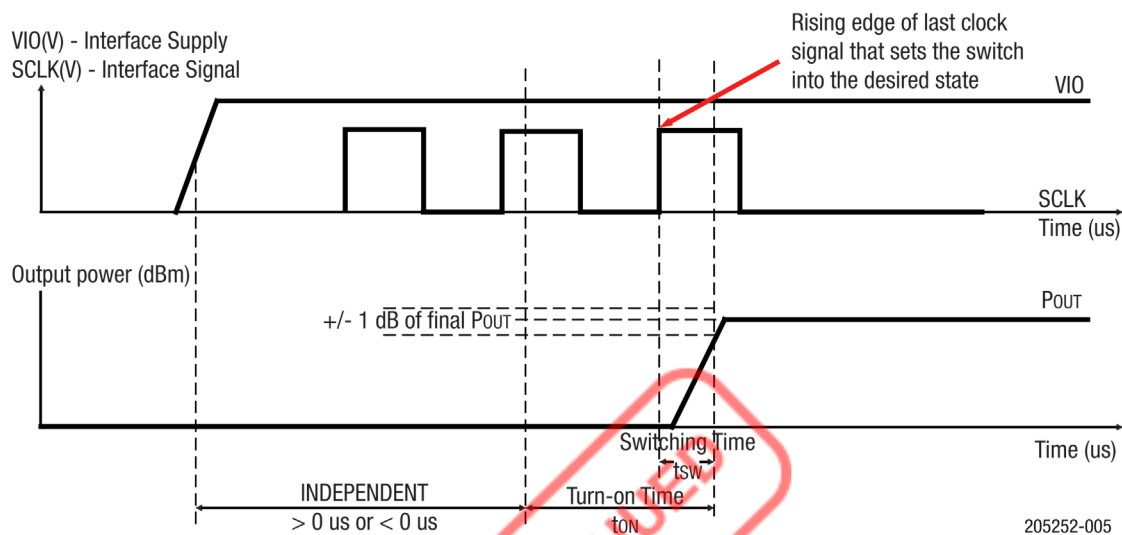 VIO(V) - Interface Supply
SCLK(V) - Interface Signal
Rising edge of last clock
signal that sets the switch
into the desired state
VIO
SCLK
Time (us)
Output power (dBm)
+/- 1 dB of final POUT
POUT
Switching Time
tsw
Time (us)
INDEPENDENT
> 0 us or < 0 us
Turn-on Time
tON
205252-005